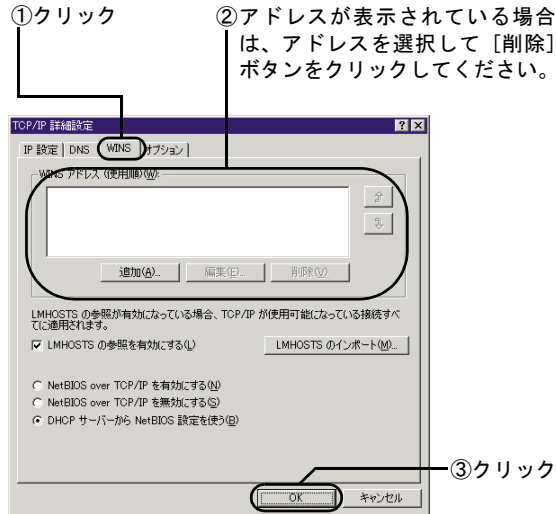 ①クリック
②アドレスが表示されている場合
は、アドレスを選択して［削除］
ボタンをクリックしてください。
TCP/IP 詳細設定
IP 設定 DNS WINS オプション
WINS アドレス (使用順)(W):
追加(A)... 編集(E)... 削除(V)
LMHOSTS の参照が有効になっている場合、TCP/IP が使用可能になっている接続すべ
てに適用されます。
LMHOSTS の参照を有効にする(L) LMHOSTS のインポート(M)...
NetBIOS over TCP/IP を有効にする(N)
NetBIOS over TCP/IP を無効にする(S)
DHCP サーバーから NetBIOS 設定を使う(B)
③クリック
OK キャンセル